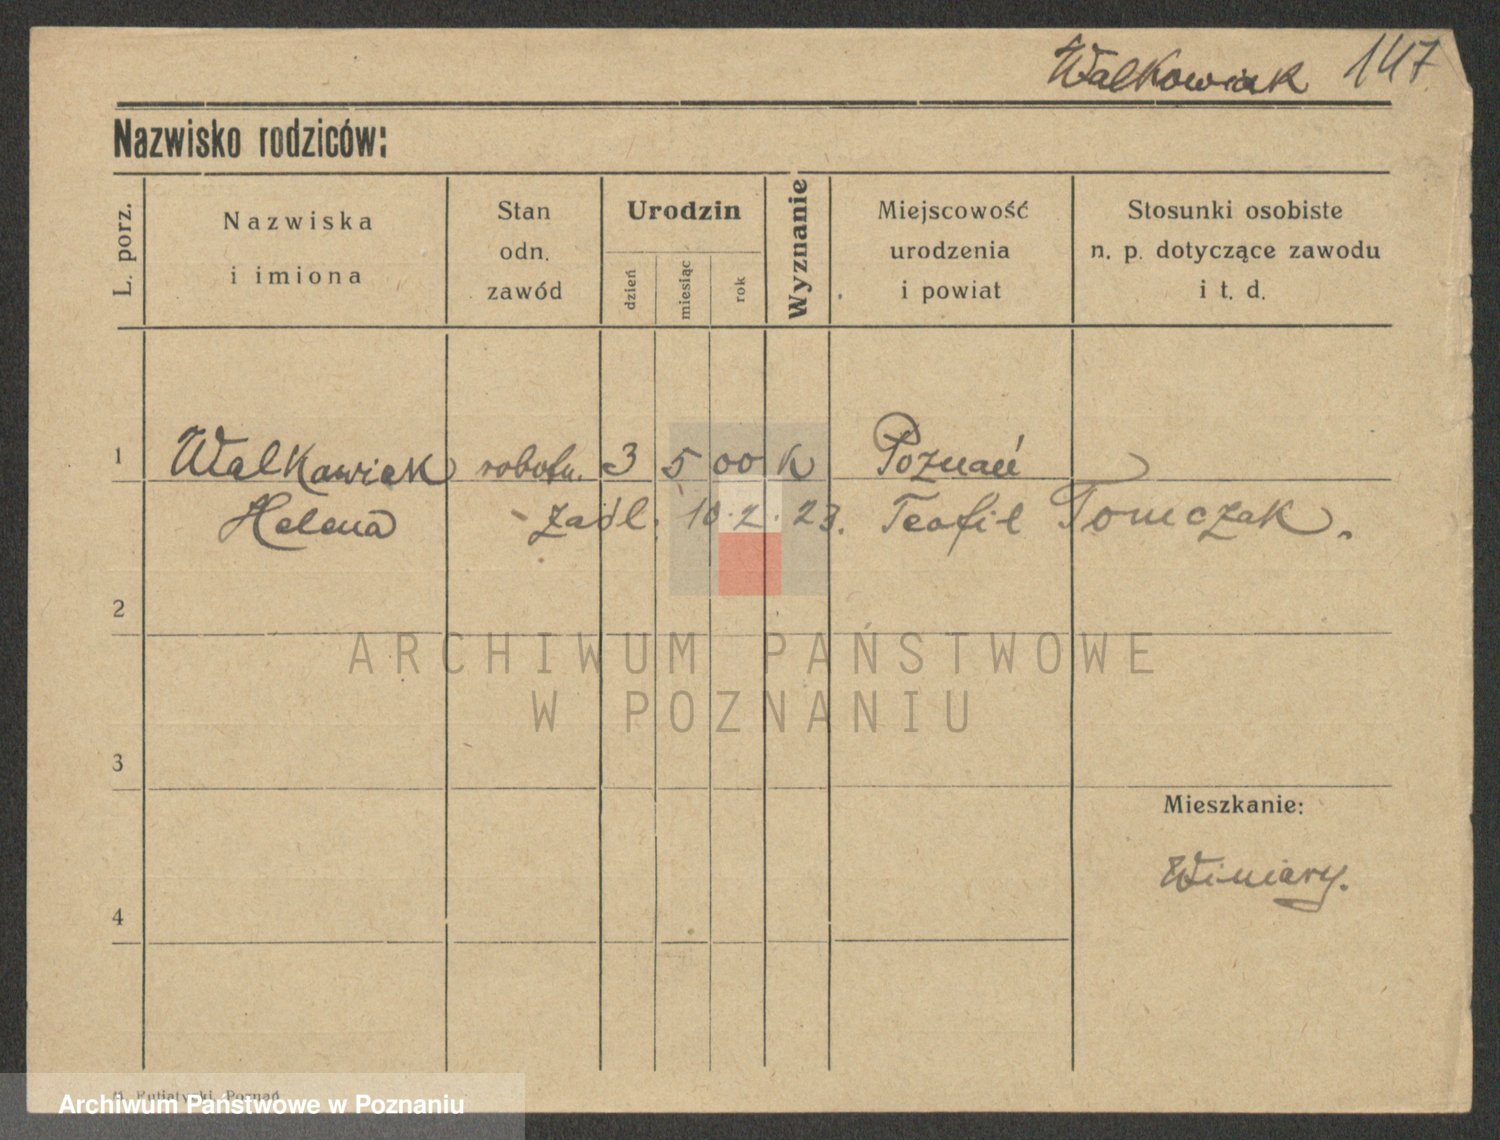 Walkowiak 147
Nazwisko rodziców:
L. porz.
Nazwiska
i imiona
Stan
odn.
zawód
Urodzin
dzień
miesiąc
rok
Wyznanie
Miejscowość
urodzenia
i powiat
Stosunki osobiste
n. p. dotyczące zawodu
i t. d.
1 Walkowiak robotn. 3 5 00 K Poznań
Helena żadl. 10.2.23. Teofil Tomczak.
2
ARCHIWUM PAŃSTWOWE
W POZNANIU
3
Mieszkanie:
Winiary.
4
Poznań
Archiwum Państwowe w Poznaniu